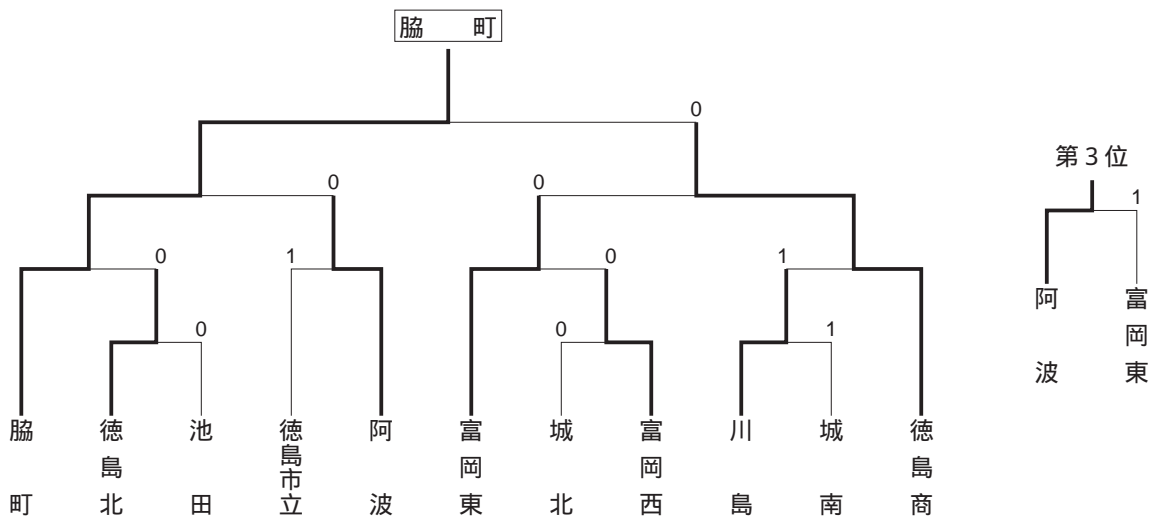 脇 町
0
第3位
0 0
1
0 1 0 1
0 0 1
脇町 徳島北 池田 徳島市立 阿波 富岡東 城北 富岡西 川島 城南 徳島商
阿波 富岡東